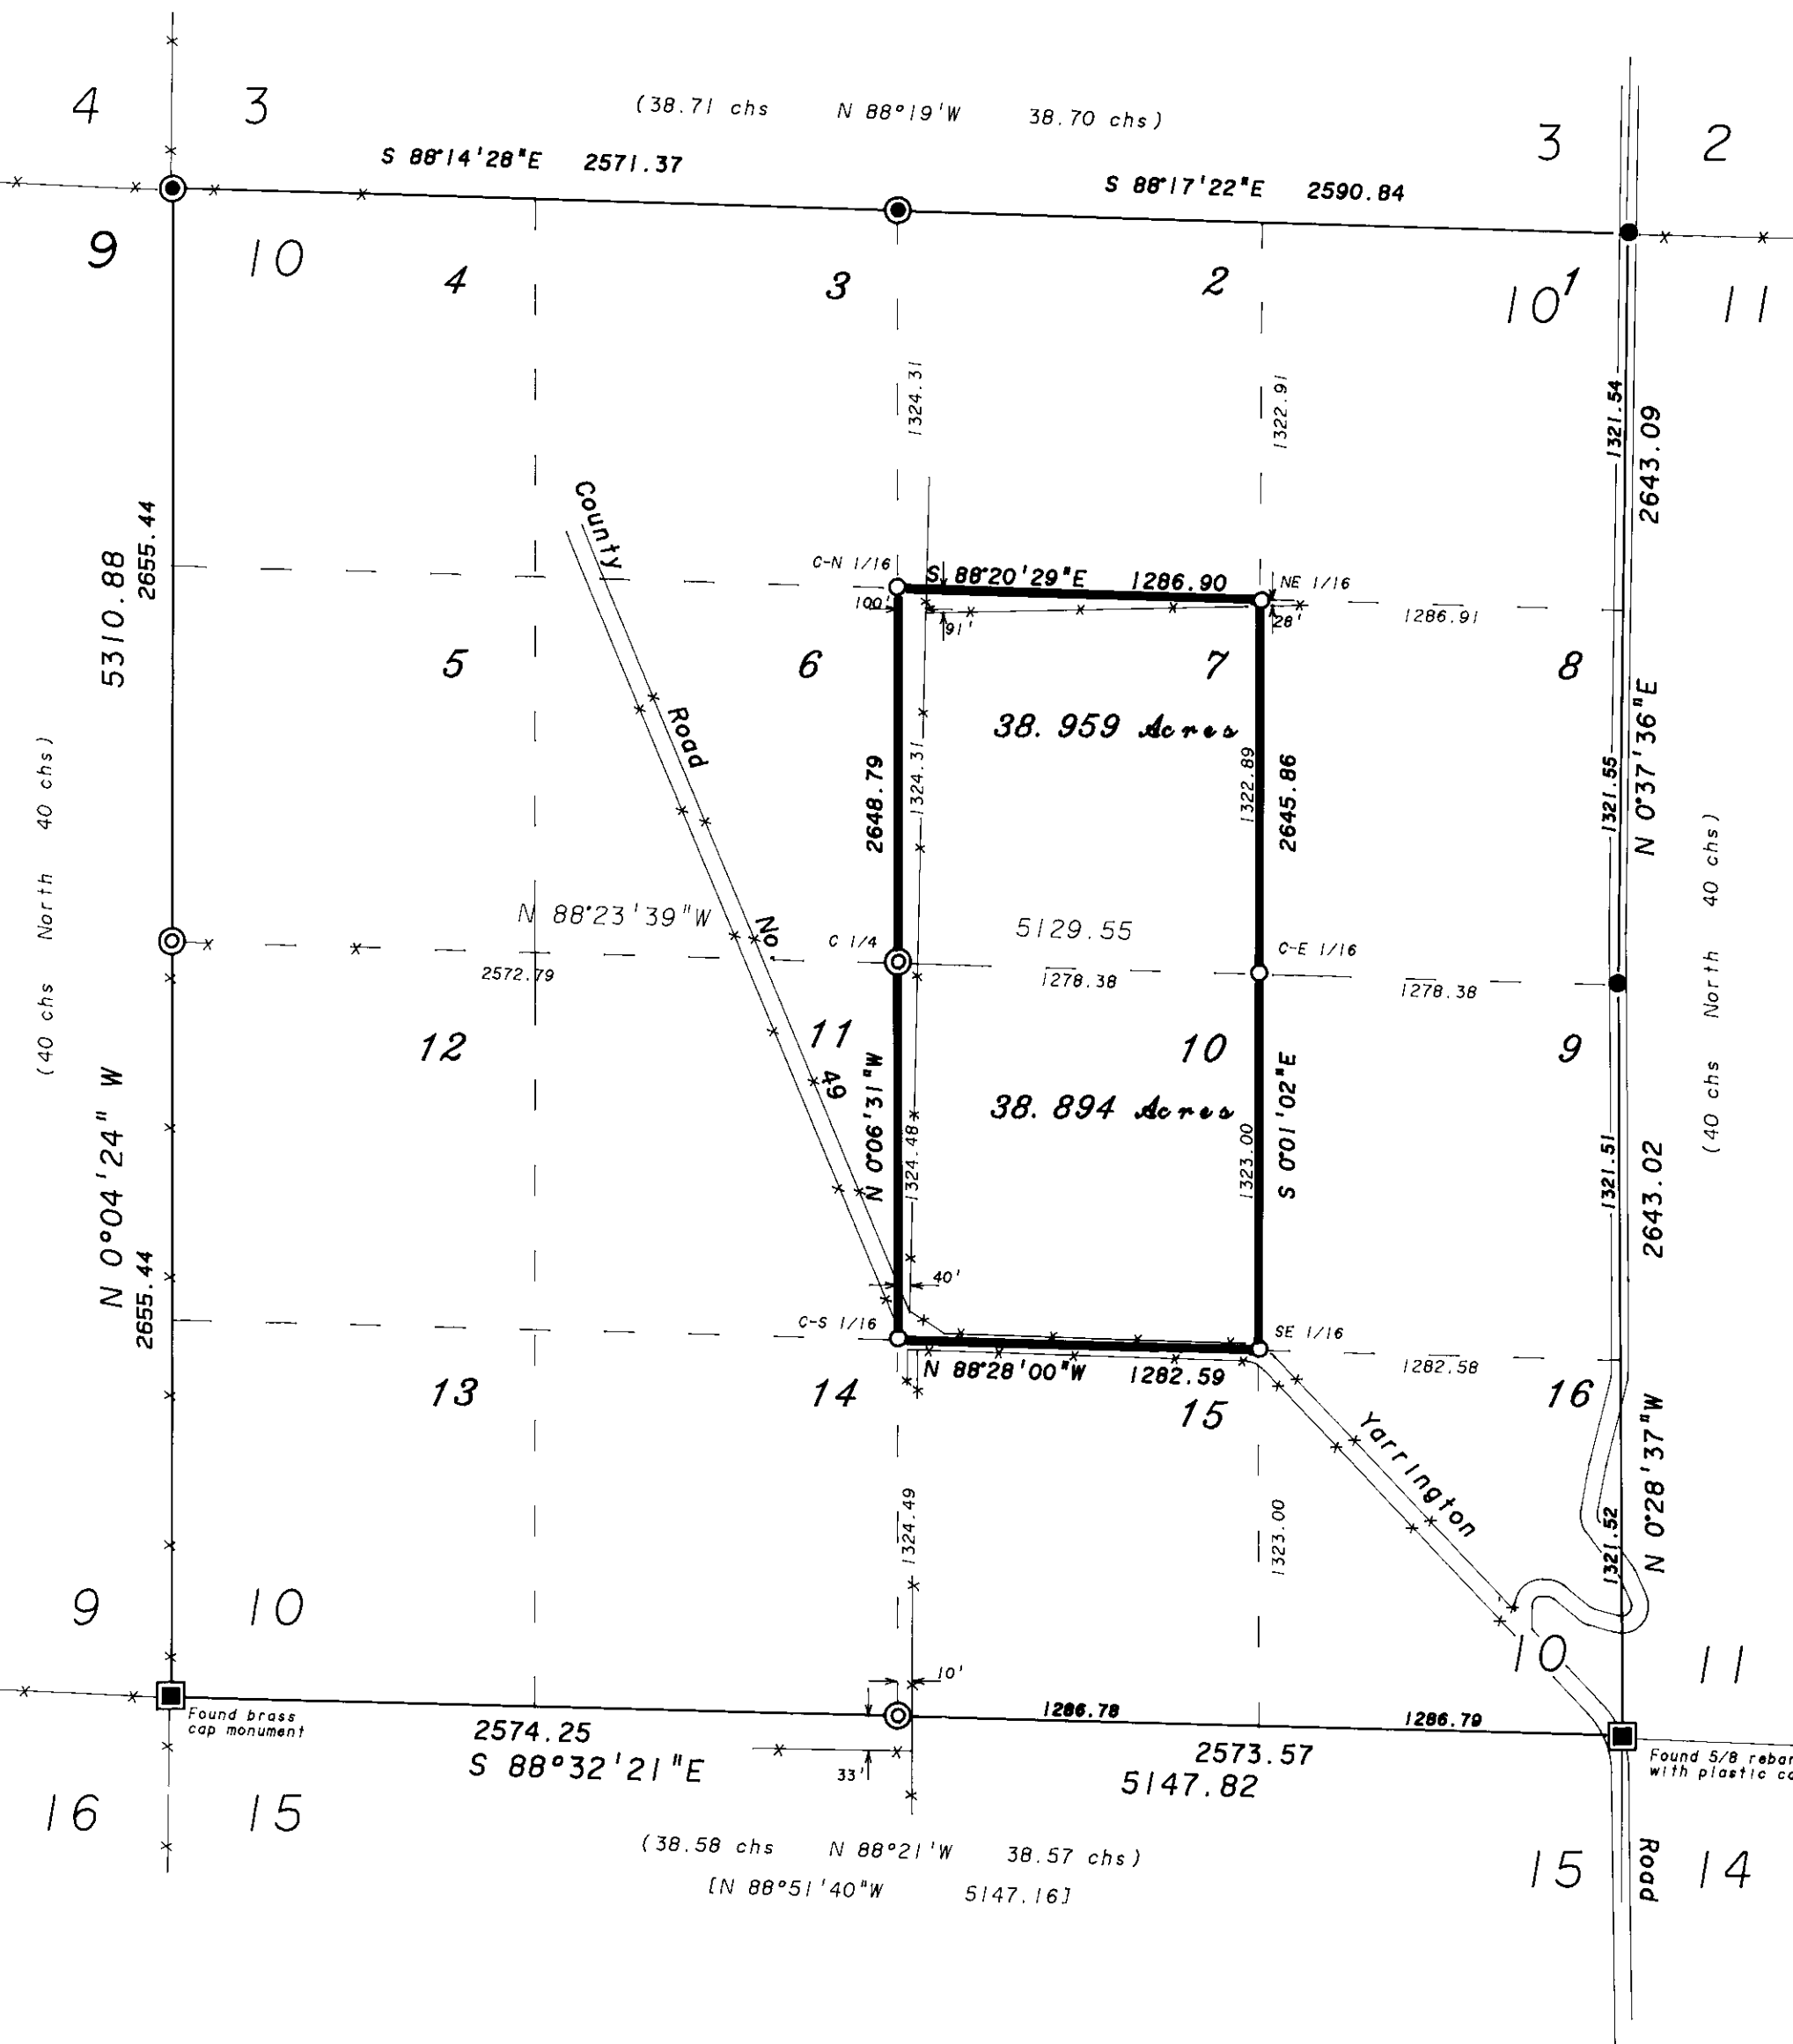 4 3
(38.71 chs N 88°19'W 38.70 chs)
3 2
S 88°14'28"E 2571.37
S 88°17'22"E 2590.84
9 10
4 3 2 1
10 11
1324.31
1322.91
1321.54
2643.09
County
5310.88
2655.44
C-N 1/16
S 88°20'29"E 1286.90
NE 1/16
100'
91'
28'
1286.91
5 6 7 8
38.959 Acres
Road
N 0°37'36"E
2648.79
1324.31
1322.89
2645.86
1321.55
(40 chs North 40 chs)
(40 chs North 40 chs)
N 88°23'39"W
No.
5129.55
C 1/4
C-E 1/16
2572.79
1278.38
1278.38
12 11 10 9
49
N 0°06'31"W
38.894 Acres
1324.48
1323.00
S 0°01'02"E
1321.51
2643.02
N 0°04'24" W
2655.44
40'
C-S 1/16
SE 1/16
N 88°28'00"W 1282.59
1282.58
13 14 15 16
Yarrington
N 0°28'37"W
1324.49
1323.00
1321.52
9 10
10 11
10'
Found brass
cap monument
2574.25
S 88°32'21"E
1286.78
1286.79
2573.57
5147.82
33'
Found 5/8 rebar
with plastic
16 15
(38.58 chs N 88°21'W 38.57 chs)
[N 88°51'40"W 5147.16]
15 14
Road